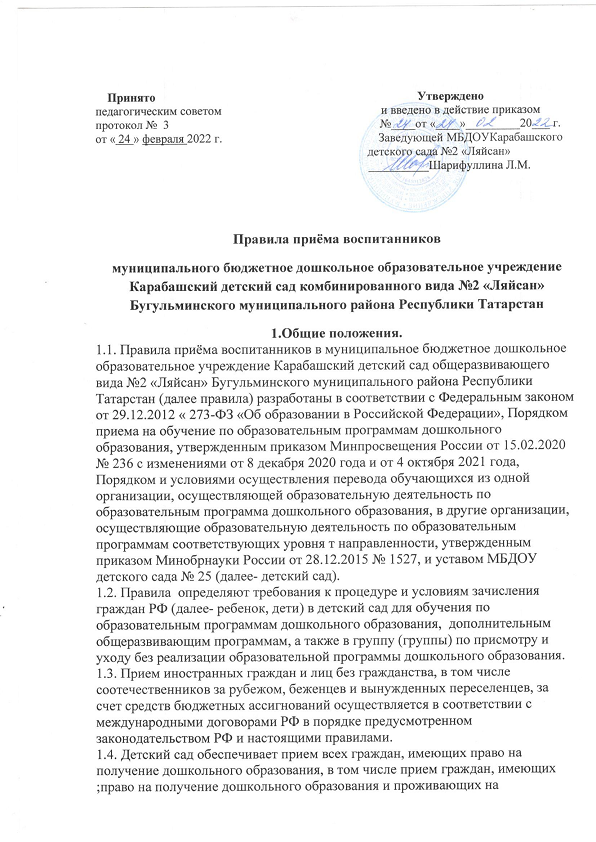 Принято
педагогическим советом
протокол № 3
от « 24 » февраля 2022 г.
Утверждено
и введено в действие приказом
№ 24 от « 24 » 02 2022 г.
Заведующей МБДОУКарабашского
детского сада №2 «Ляйсан»
Шарифуллина Л.М.
Правила приёма воспитанников
муниципального бюджетное дошкольное образовательное учреждение
Карабашский детский сад комбинированного вида №2 «Ляйсан»
Бугульминского муниципального района Республики Татарстан
1.Общие положения.
1.1. Правила приёма воспитанников в муниципальное бюджетное дошкольное
образовательное учреждение Карабашский детский сад общеразвивающего
вида №2 «Ляйсан» Бугульминского муниципального района Республики
Татарстан (далее правила) разработаны в соответствии с Федеральным законом
от 29.12.2012 « 273-ФЗ «Об образовании в Российской Федерации», Порядком
приема на обучение по образовательным программам дошкольного
образования, утвержденным приказом Минпросвещения России от 15.02.2020
№ 236 с изменениями от 8 декабря 2020 года и от 4 октября 2021 года,
Порядком и условиями осуществления перевода обучающихся из одной
организации, осуществляющей образовательную деятельность по
образовательным программа дошкольного образования, в другие организации,
осуществляющие образовательную деятельность по образовательным
программам соответствующих уровня т направленности, утвержденным
приказом Минобрнауки России от 28.12.2015 № 1527, и уставом МБДОУ
детского сада № 25 (далее- детский сад).
1.2. Правила определяют требования к процедуре и условиям зачисления
граждан РФ (далее- ребенок, дети) в детский сад для обучения по
образовательным программам дошкольного образования, дополнительным
общеразвивающим программам, а также в группу (группы) по присмотру и
уходу без реализации образовательной программы дошкольного образования.
1.3. Прием иностранных граждан и лиц без гражданства, в том числе
соотечественников за рубежом, беженцев и вынужденных переселенцев, за
счет средств бюджетных ассигнований осуществляется в соответствии с
международными договорами РФ в порядке предусмотренном
законодательством РФ и настоящими правилами.
1.4. Детский сад обеспечивает прием всех граждан, имеющих право на
получение дошкольного образования, в том числе прием граждан, имеющих
;право на получение дошкольного образования и проживающих на